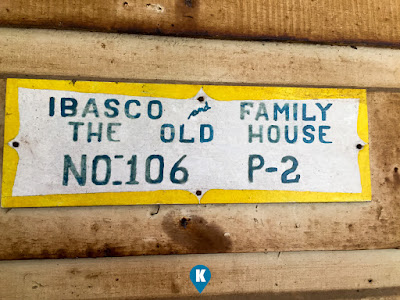 IBASCO and FAMILY
THE OLD HOUSE
NO-106 P-2
K